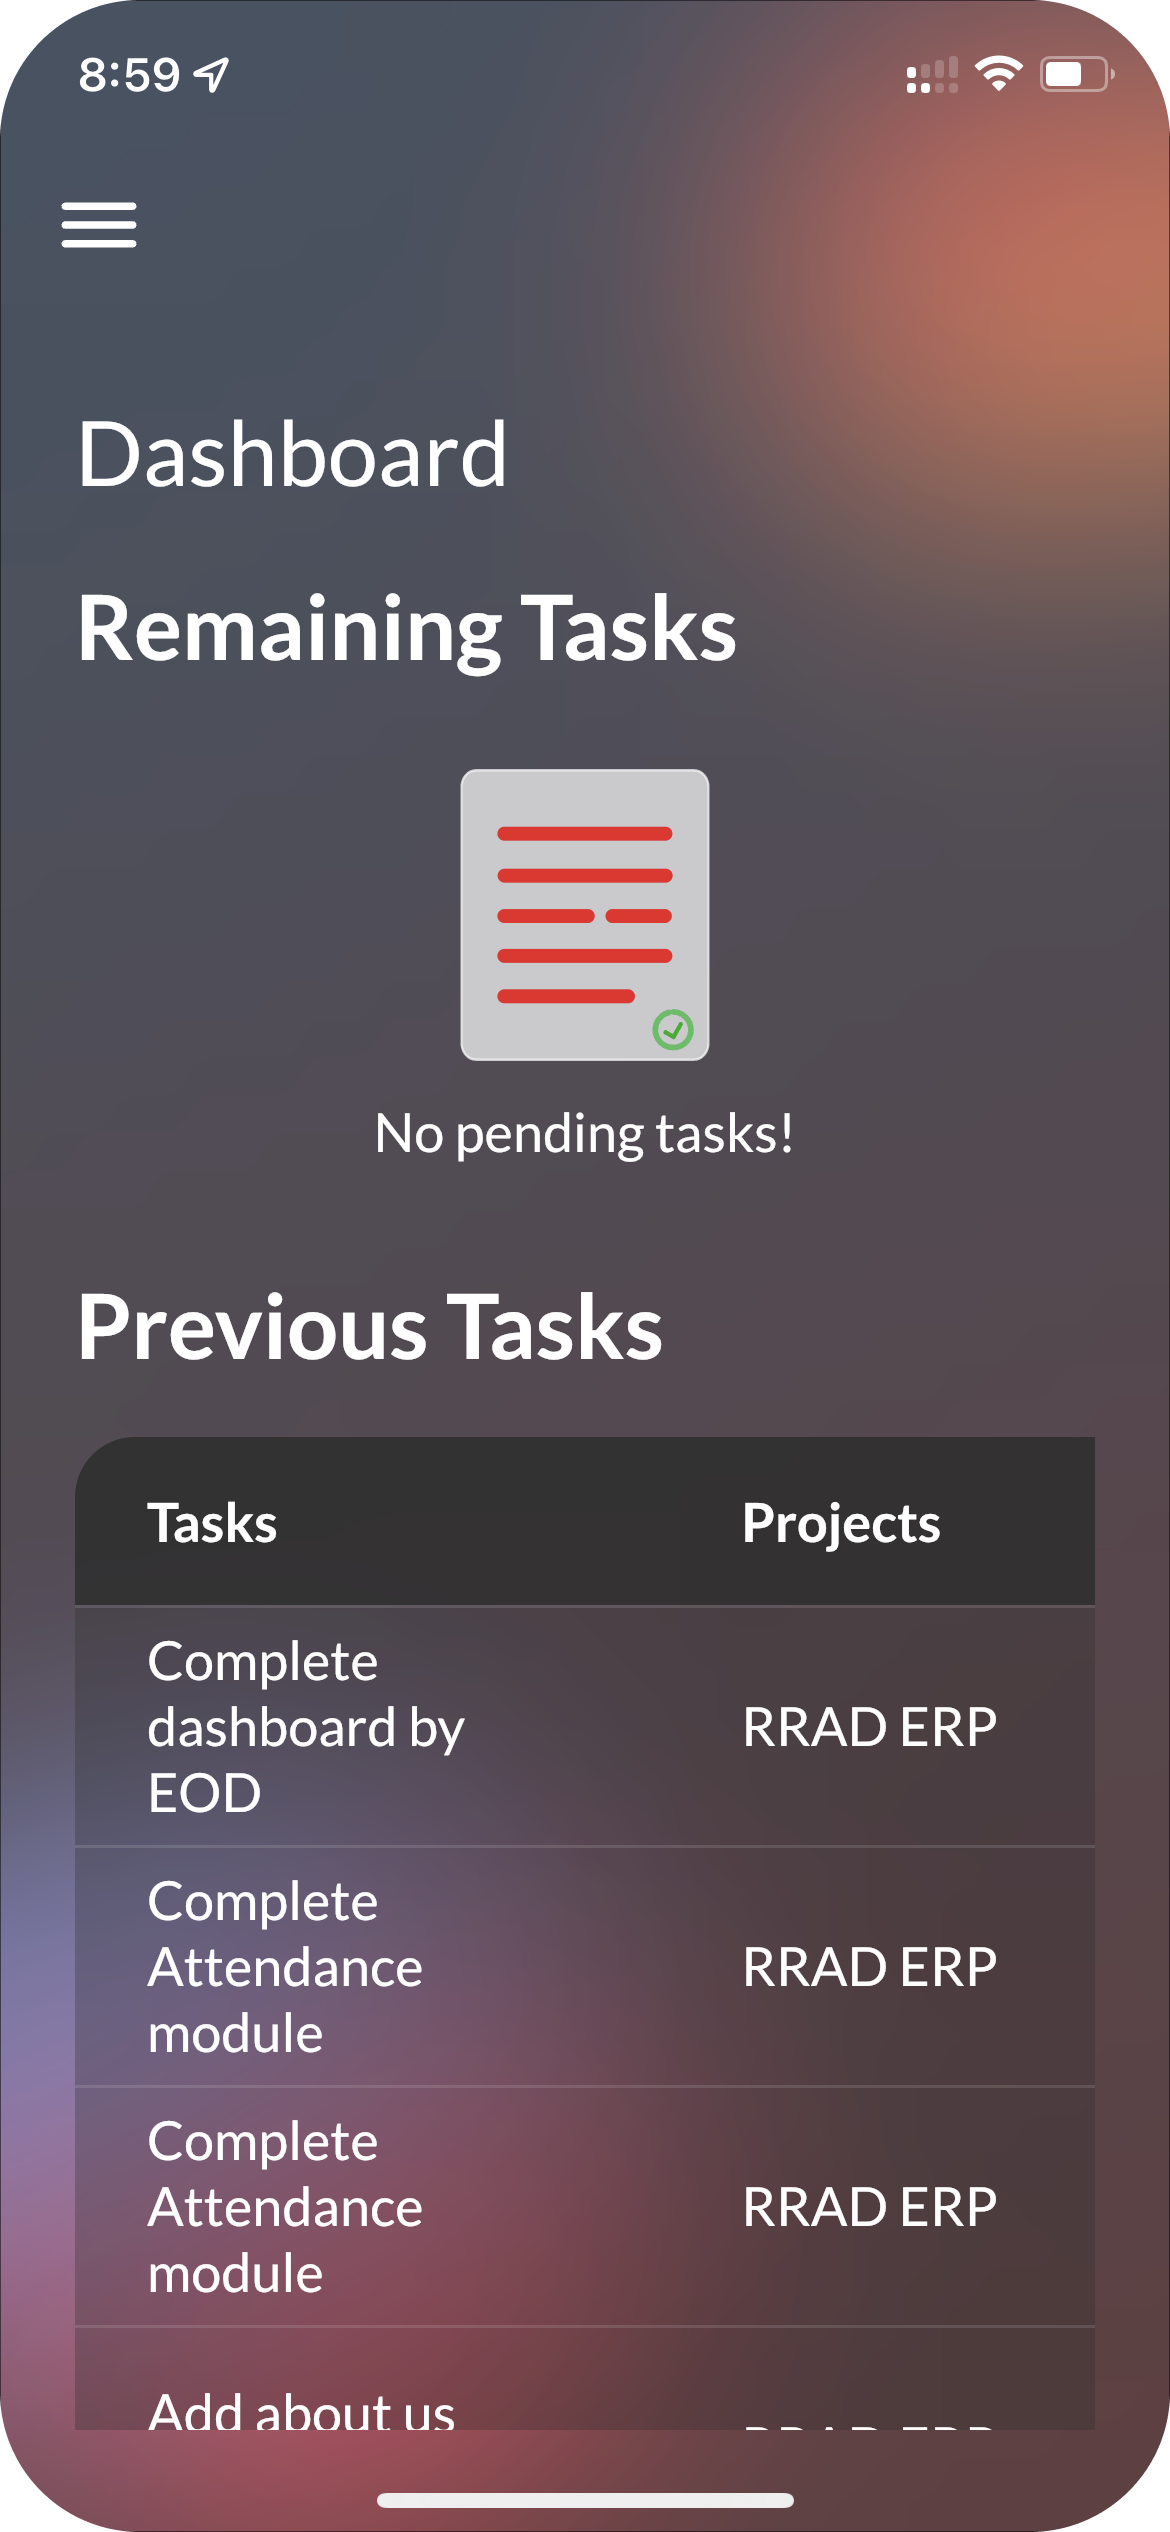 8:59
Dashboard
Remaining Tasks
No pending tasks!
Previous Tasks
Tasks Projects
Complete
dashboard by
EOD
RRAD ERP
Complete
Attendance
module
RRAD ERP
Complete
Attendance
module
RRAD ERP
Add about us